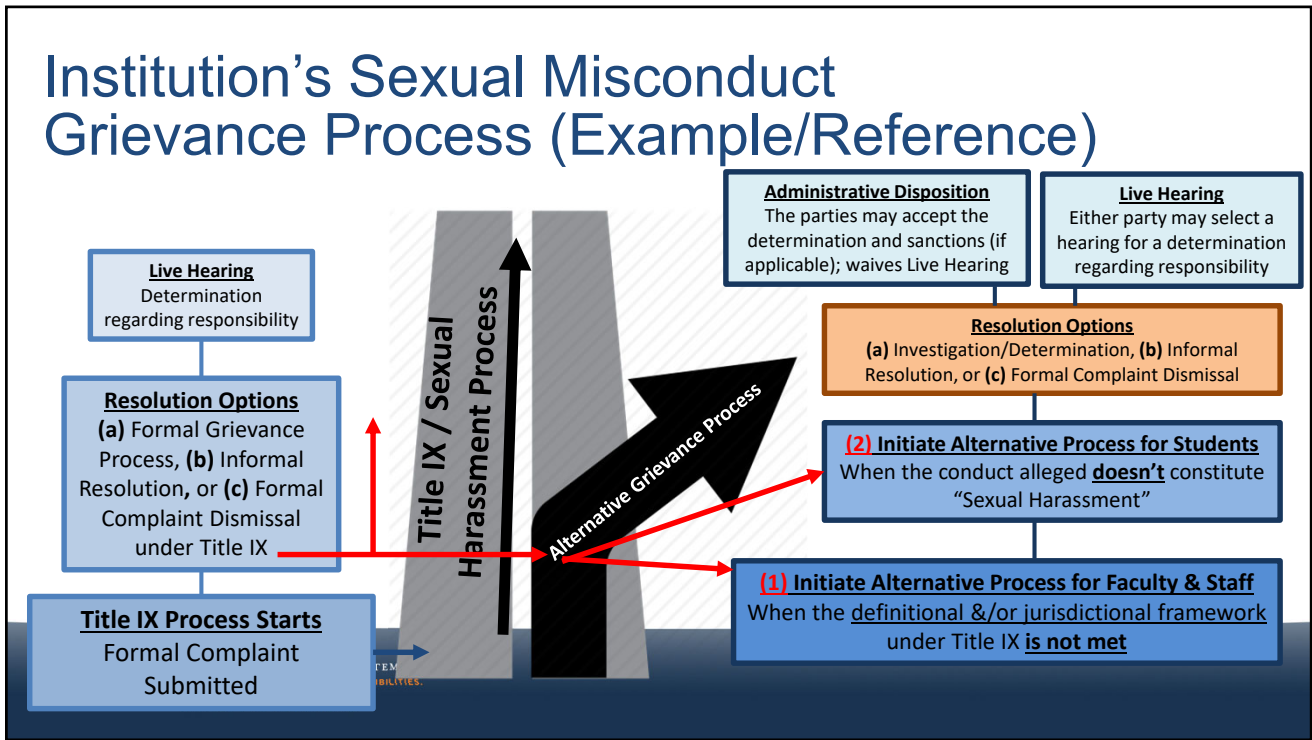 Institution’s Sexual Misconduct
Grievance Process (Example/Reference)
Administrative Disposition
The parties may accept the
determination and sanctions (if
applicable); waives Live Hearing
Live Hearing
Either party may select a
hearing for a determination
regarding responsibility
Live Hearing
Determination
regarding responsibility
Resolution Options
(a) Investigation/Determination, (b) Informal
Resolution, or (c) Formal Complaint Dismissal
Resolution Options
(a) Formal Grievance
Process, (b) Informal
Resolution, or (c) Formal
Complaint Dismissal
under Title IX
Title IX / Sexual
Harassment Process
Alternative Grievance Process
(2) Initiate Alternative Process for Students
When the conduct alleged doesn’t constitute
“Sexual Harassment”
(1) Initiate Alternative Process for Faculty & Staff
When the definitional &/or jurisdictional framework
under Title IX is not met
Title IX Process Starts
Formal Complaint
Submitted
TEM
BILITIES.